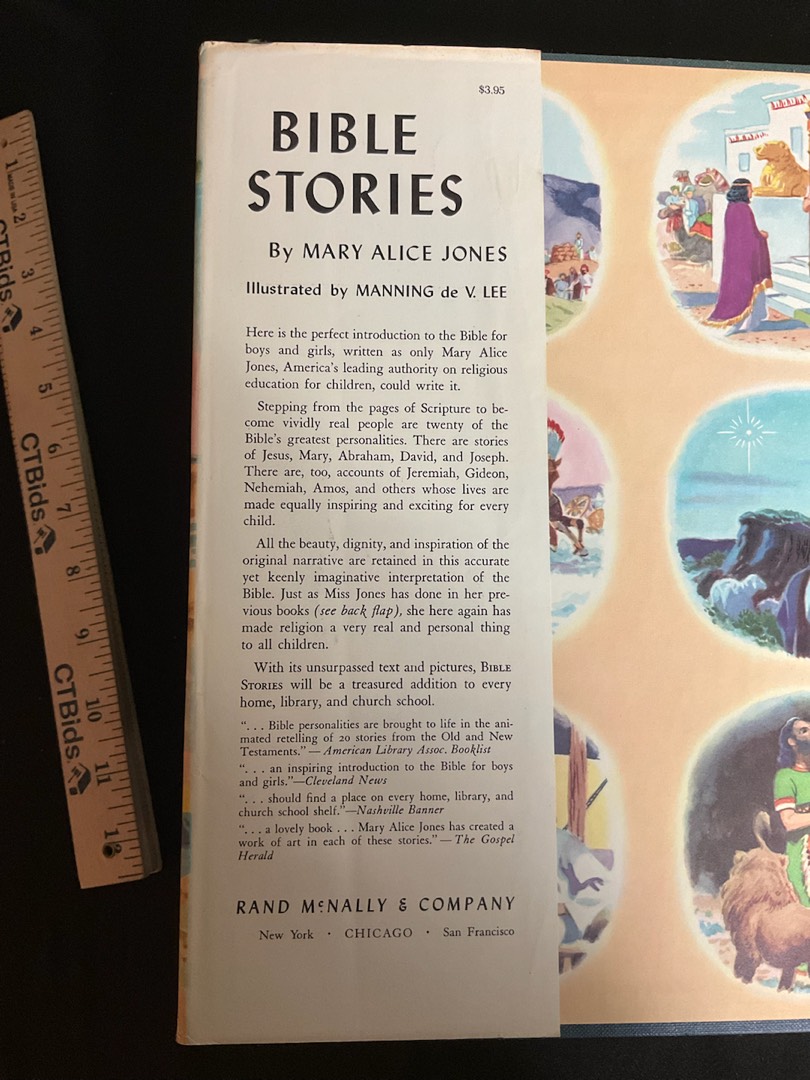 $3.95
BIBLE
STORIES
By MARY ALICE JONES
Illustrated by MANNING de V. LEE
Here is the perfect introduction to the Bible for
boys and girls, written as only Mary Alice
Jones, America's leading authority on religious
education for children, could write it.
Stepping from the pages of Scripture to be-
come vividly real people are twenty of the
Bible's greatest personalities. There are stories
of Jesus, Mary, Abraham, David, and Joseph.
There are, too, accounts of Jeremiah, Gideon,
Nehemiah, Amos, and others whose lives are
made equally inspiring and exciting for every
child.
All the beauty, dignity, and inspiration of the
original narrative are retained in this accurate
yet keenly imaginative interpretation of the
Bible. Just as Miss Jones has done in her pre-
vious books (see back flap), she here again has
made religion a very real and personal thing
to all children.
With its unsurpassed text and pictures, BIBLE
STORIES will be a treasured addition to every
home, library, and church school.
". . . Bible personalities are brought to life in the ani-
mated retelling of 20 stories from the Old and New
Testaments." — American Library Assoc. Booklist
". . . an inspiring introduction to the Bible for boys
and girls."—Cleveland News
". . . should find a place on every home, library, and
church school shelf."—Nashville Banner
". . . a lovely book . . . Mary Alice Jones has created a
work of art in each of these stories." — The Gospel
Herald
RAND McNALLY & COMPANY
New York · CHICAGO · San Francisco
1 2 3 4 5 6 7 8 9 10 11 12
CTBids
CTBids
CTBids